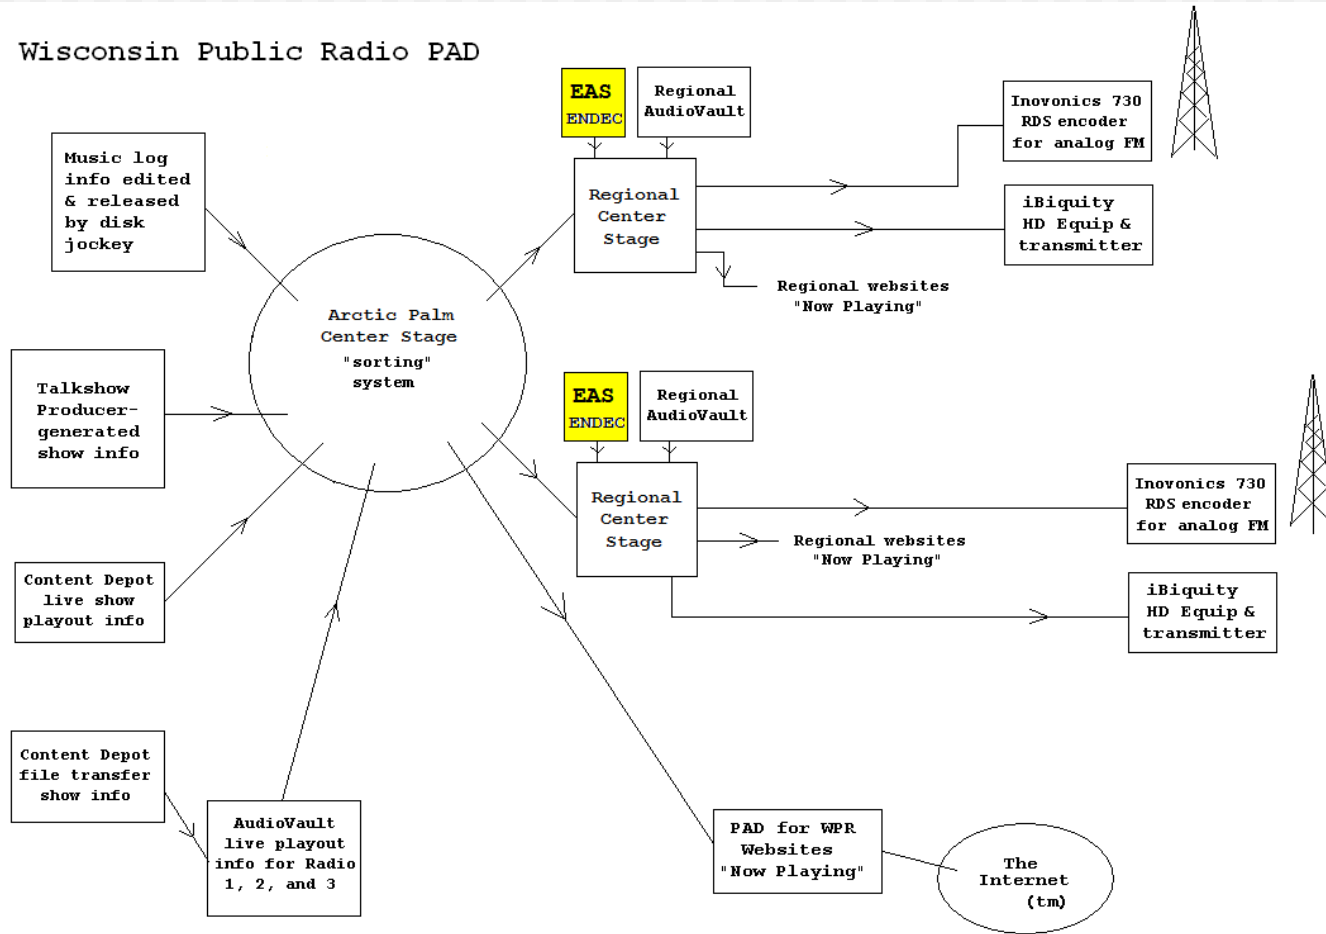 Wisconsin Public Radio PAD
EAS
ENDEC
Regional
AudioVault
Inovonics 730
RDS encoder
for analog FM
Music log
info edited
& released
by disk
jockey
Regional
Center
Stage
iBiquity
HD Equip &
transmitter
Regional websites
"Now Playing"
Arctic Palm
Center Stage
"sorting"
system
Talkshow
Producer-
generated
show info
EAS
ENDEC
Regional
AudioVault
Regional
Center
Stage
Inovonics 730
RDS encoder
for analog FM
Regional websites
"Now Playing"
Content Depot
live show
playout info
iBiquity
HD Equip &
transmitter
Content Depot
file transfer
show info
AudioVault
live playout
info for Radio
1, 2, and 3
PAD for WPR
Websites
"Now Playing"
The
Internet
(tm)